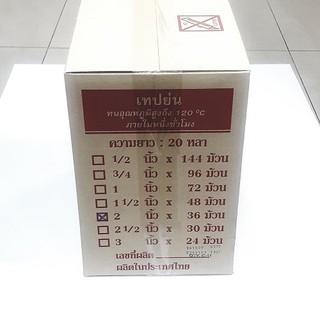 เทปย่น
ทนอุณหภูมิสูงถึง 120 °C
ภายในหนึ่งชั่วโมง
ความยาว : 20 หลา
1/2 นิ้ว x 144 ม้วน
3/4 นิ้ว x 96 ม้วน
1 นิ้ว x 72 ม้วน
1 1/2 นิ้ว x 48 ม้วน
2 นิ้ว x 36 ม้วน
2 1/2 นิ้ว x 30 ม้วน
3 นิ้ว x 24 ม้วน
เลขที่ผลิต
ผลิตในประเทศไทย